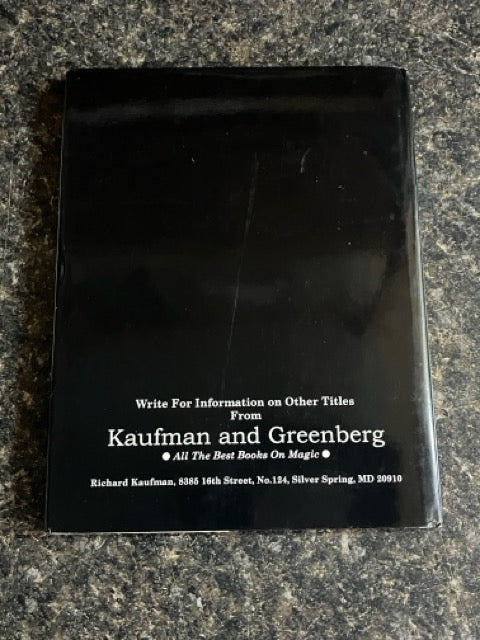 Write For Information on Other Titles
From
Kaufman and Greenberg
● All The Best Books On Magic ●
Richard Kaufman, 8385 16th Street, No.124, Silver Spring, MD 20910